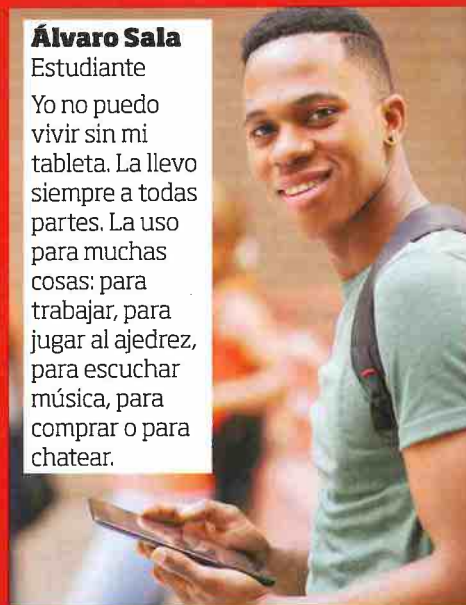 Álvaro Sala
Estudiante
Yo no puedo
vivir sin mi
tableta. La llevo
siempre a todas
partes. La uso
para muchas
cosas: para
trabajar, para
jugar al ajedrez,
para escuchar
música, para
comprar o para
chatear.